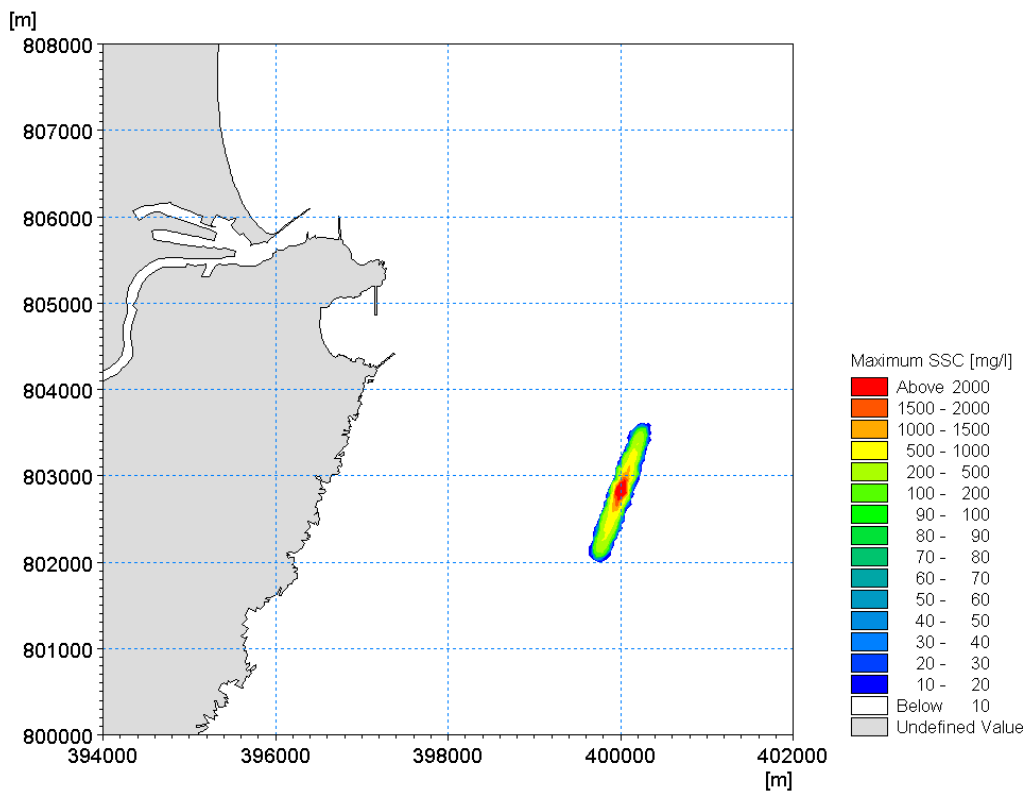 [m]
808000
807000
806000
805000
804000
803000
802000
801000
800000
394000 396000 398000 400000 402000
[m]
Maximum SSC [mg/l]
Above 2000
1500 - 2000
1000 - 1500
500 - 1000
200 - 500
100 - 200
90 - 100
80 - 90
70 - 80
60 - 70
50 - 60
40 - 50
30 - 40
20 - 30
10 - 20
Below 10
Undefined Value